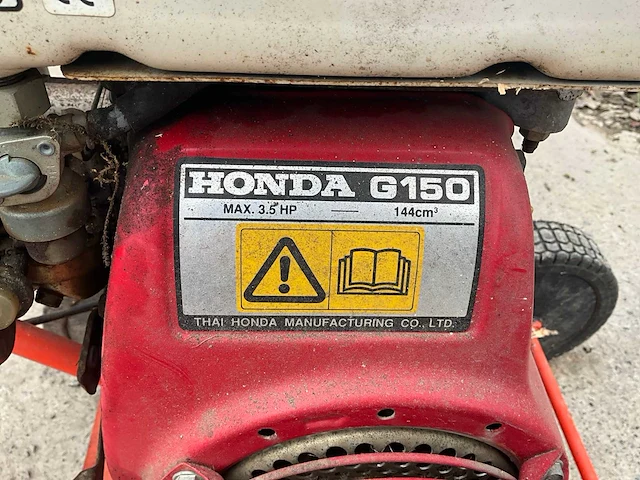 HONDA G150
MAX. 3.5 HP — 144cm³
THAI HONDA MANUFACTURING CO., LTD.